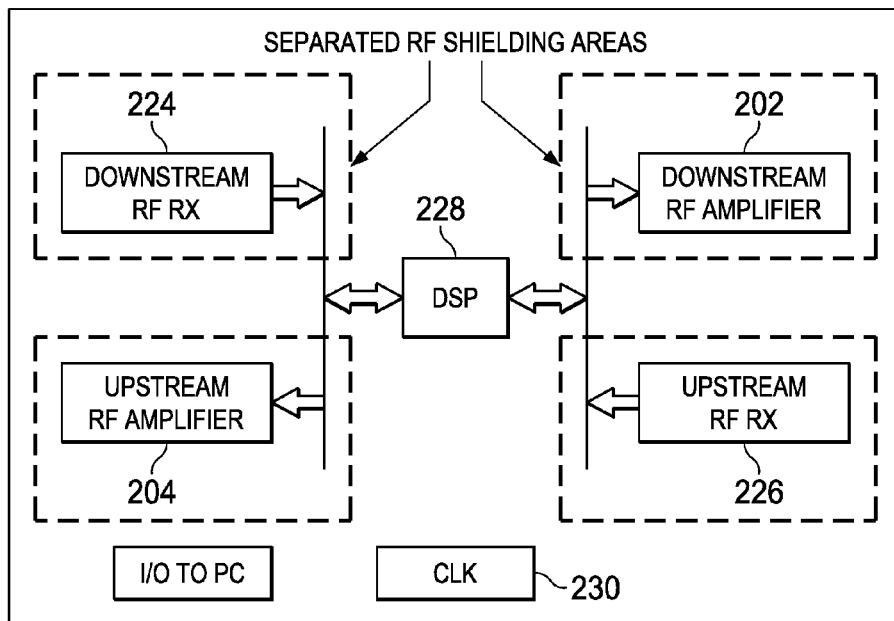 SEPARATED RF SHIELDING AREAS
224
DOWNSTREAM
RF RX
202
DOWNSTREAM
RF AMPLIFIER
228
DSP
UPSTREAM
RF AMPLIFIER
204
UPSTREAM
RF RX
226
I/O TO PC
CLK
230